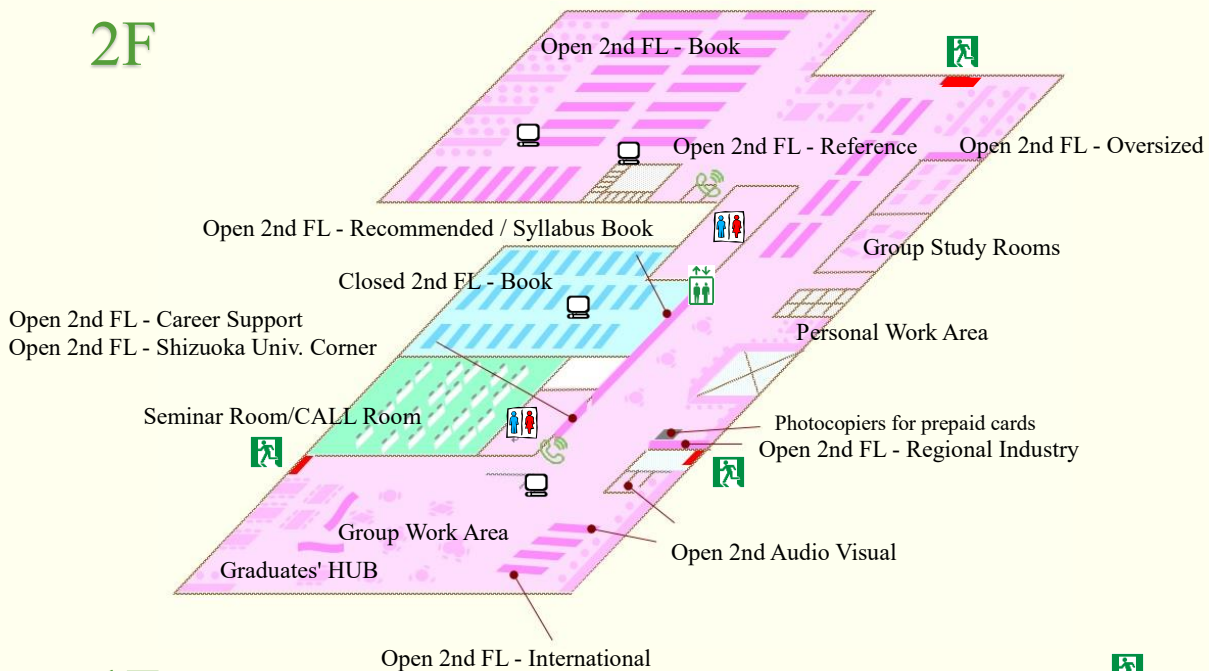 2F
Open 2nd FL - Book
Open 2nd FL - Reference
Open 2nd FL - Oversized
Open 2nd FL - Recommended / Syllabus Book
Group Study Rooms
Closed 2nd FL - Book
Open 2nd FL - Career Support
Open 2nd FL - Shizuoka Univ. Corner
Personal Work Area
Seminar Room/CALL Room
Photocopiers for prepaid cards
Open 2nd FL - Regional Industry
Group Work Area
Open 2nd Audio Visual
Graduates' HUB
Open 2nd FL - International